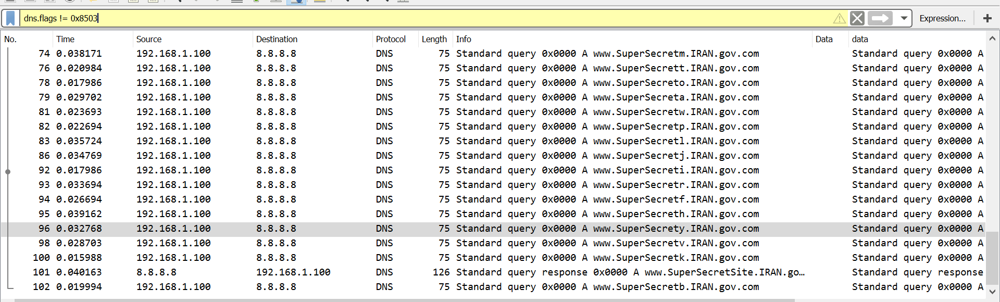 dns.flags != 0x8503 Expression... +
No. Time Source Destination Protocol Length Info Data data
74 0.038171 192.168.1.100 8.8.8.8 DNS 75 Standard query 0x0000 A www.SuperSecretm.IRAN.gov.com Standard query 0x0000 A
76 0.020984 192.168.1.100 8.8.8.8 DNS 75 Standard query 0x0000 A www.SuperSecrett.IRAN.gov.com Standard query 0x0000 A
78 0.017986 192.168.1.100 8.8.8.8 DNS 75 Standard query 0x0000 A www.SuperSecreto.IRAN.gov.com Standard query 0x0000 A
79 0.029702 192.168.1.100 8.8.8.8 DNS 75 Standard query 0x0000 A www.SuperSecreta.IRAN.gov.com Standard query 0x0000 A
81 0.023693 192.168.1.100 8.8.8.8 DNS 75 Standard query 0x0000 A www.SuperSecretw.IRAN.gov.com Standard query 0x0000 A
82 0.022694 192.168.1.100 8.8.8.8 DNS 75 Standard query 0x0000 A www.SuperSecretp.IRAN.gov.com Standard query 0x0000 A
83 0.035724 192.168.1.100 8.8.8.8 DNS 75 Standard query 0x0000 A www.SuperSecretl.IRAN.gov.com Standard query 0x0000 A
86 0.034769 192.168.1.100 8.8.8.8 DNS 75 Standard query 0x0000 A www.SuperSecretj.IRAN.gov.com Standard query 0x0000 A
92 0.017986 192.168.1.100 8.8.8.8 DNS 75 Standard query 0x0000 A www.SuperSecreti.IRAN.gov.com Standard query 0x0000 A
93 0.033694 192.168.1.100 8.8.8.8 DNS 75 Standard query 0x0000 A www.SuperSecretr.IRAN.gov.com Standard query 0x0000 A
94 0.026694 192.168.1.100 8.8.8.8 DNS 75 Standard query 0x0000 A www.SuperSecretf.IRAN.gov.com Standard query 0x0000 A
95 0.039162 192.168.1.100 8.8.8.8 DNS 75 Standard query 0x0000 A www.SuperSecreth.IRAN.gov.com Standard query 0x0000 A
96 0.032768 192.168.1.100 8.8.8.8 DNS 75 Standard query 0x0000 A www.SuperSecrety.IRAN.gov.com Standard query 0x0000 A
98 0.028703 192.168.1.100 8.8.8.8 DNS 75 Standard query 0x0000 A www.SuperSecretv.IRAN.gov.com Standard query 0x0000 A
100 0.015988 192.168.1.100 8.8.8.8 DNS 75 Standard query 0x0000 A www.SuperSecretk.IRAN.gov.com Standard query 0x0000 A
101 0.040163 8.8.8.8 192.168.1.100 DNS 126 Standard query response 0x0000 A www.SuperSecretSite.IRAN.go… Standard query response
102 0.019994 192.168.1.100 8.8.8.8 DNS 75 Standard query 0x0000 A www.SuperSecretb.IRAN.gov.com Standard query 0x0000 A